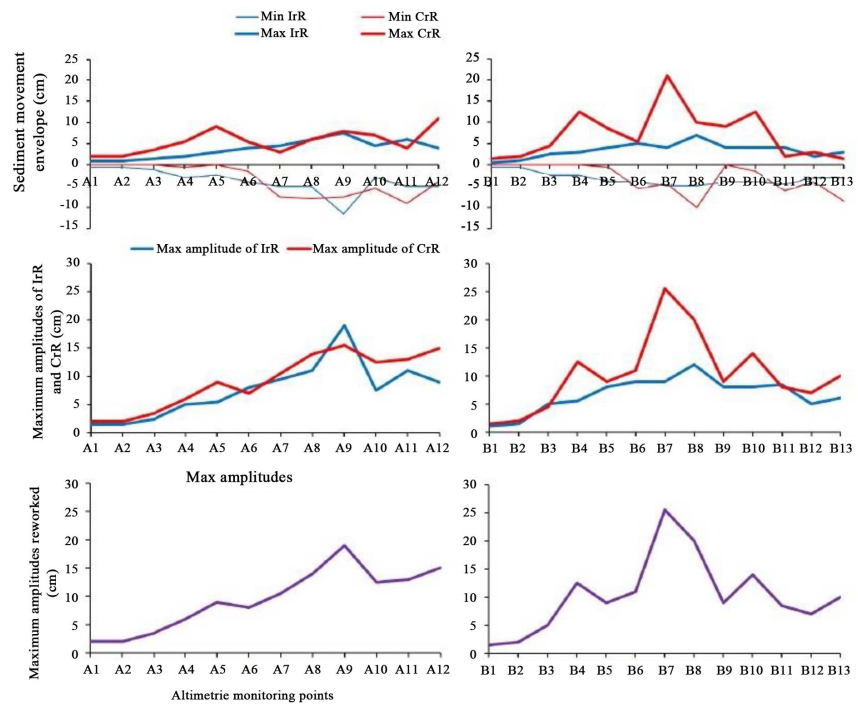 Min IrR
Min CrR
Max IrR
Max CrR
Sediment movement
envelope (cm)
25
20
15
10
5
0
-5
-10
-15
A1 A2 A3 A4 A5 A6 A7 A8 A9 A10 A11 A12
25
20
15
10
5
0
-5
-10
-15
B1 B2 B3 B4 B5 B6 B7 B8 B9 B10 B11 B12 B13
Max amplitude of IrR
Max amplitude of CrR
Maximum amplitudes of IrR
and CrR (cm)
30
25
20
15
10
5
0
A1 A2 A3 A4 A5 A6 A7 A8 A9 A10 A11 A12
30
25
20
15
10
5
0
B1 B2 B3 B4 B5 B6 B7 B8 B9 B10 B11 B12 B13
Max amplitudes
Maximum amplitudes reworked
(cm)
30
25
20
15
10
5
0
A1 A2 A3 A4 A5 A6 A7 A8 A9 A10 A11 A12
Altimetrie monitoring points
30
25
20
15
10
5
0
B1 B2 B3 B4 B5 B6 B7 B8 B9 B10 B11 B12 B13